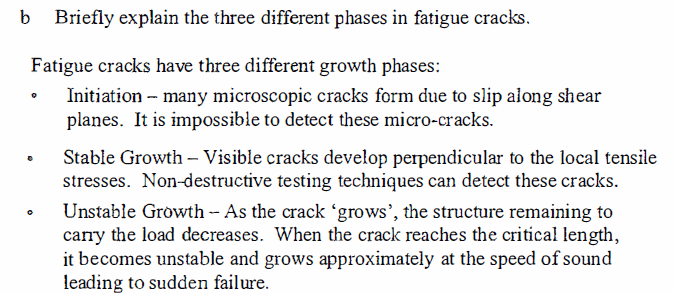 b Briefly explain the three different phases in fatigue cracks.
Fatigue cracks have three different growth phases:
• Initiation – many microscopic cracks form due to slip along shear
planes. It is impossible to detect these micro-cracks.
• Stable Growth – Visible cracks develop perpendicular to the local tensile
stresses. Non-destructive testing techniques can detect these cracks.
• Unstable Growth – As the crack ‘grows’, the structure remaining to
carry the load decreases. When the crack reaches the critical length,
it becomes unstable and grows approximately at the speed of sound
leading to sudden failure.